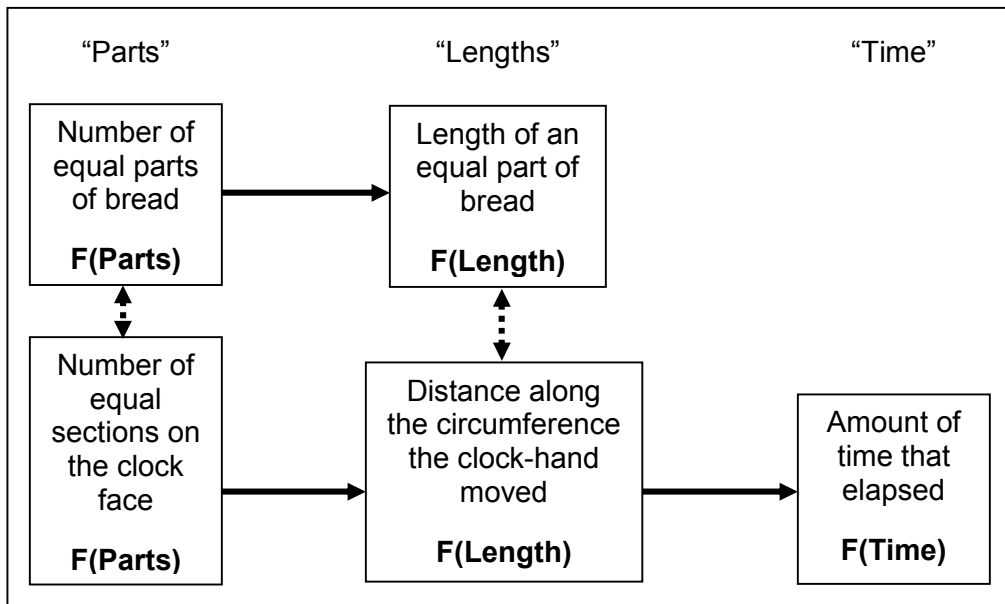 “Parts”
“Lengths”
“Time”
Number of
equal parts
of bread
F(Parts)
Length of an
equal part of
bread
F(Length)
Number of
equal
sections on
the clock
face
F(Parts)
Distance along
the circumference
the clock-hand
moved
F(Length)
Amount of
time that
elapsed
F(Time)